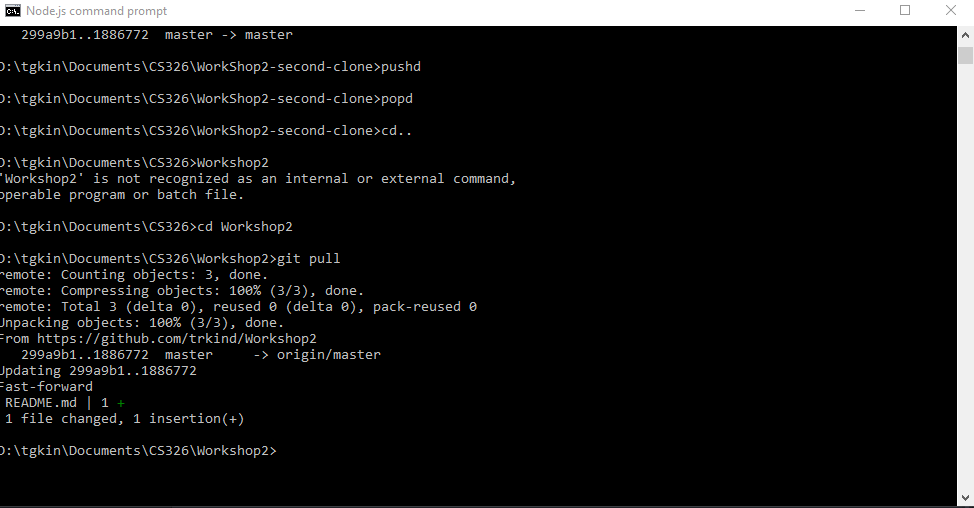 Node.js command prompt
299a9b1..1886772  master -> master
D:\tgkin\Documents\CS326\WorkShop2-second-clone>pushd
D:\tgkin\Documents\CS326\WorkShop2-second-clone>popd
D:\tgkin\Documents\CS326\WorkShop2-second-clone>cd..
D:\tgkin\Documents\CS326>Workshop2
'Workshop2' is not recognized as an internal or external command,
operable program or batch file.
D:\tgkin\Documents\CS326>cd Workshop2
D:\tgkin\Documents\CS326\Workshop2>git pull
remote: Counting objects: 3, done.
remote: Compressing objects: 100% (3/3), done.
remote: Total 3 (delta 0), reused 0 (delta 0), pack-reused 0
Unpacking objects: 100% (3/3), done.
From https://github.com/trkind/Workshop2
299a9b1..1886772  master     -> origin/master
Updating 299a9b1..1886772
Fast-forward
README.md | 1 +
1 file changed, 1 insertion(+)
D:\tgkin\Documents\CS326\Workshop2>